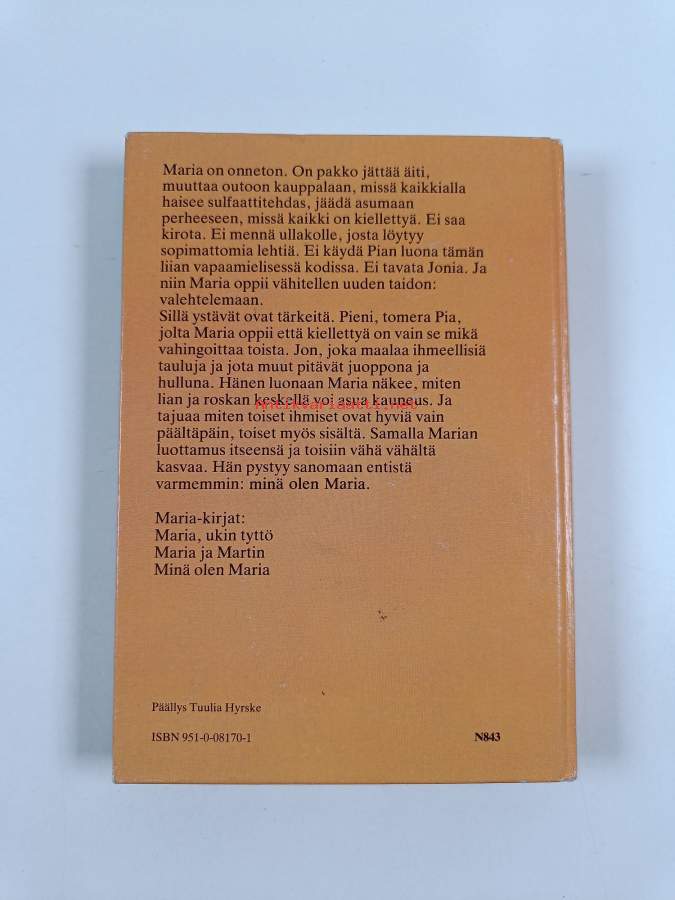 Maria on onneton. On pakko jättää äiti,
muuttaa outoon kauppalaan, missä kaikkialla
haisee sulfaattitehdas, jäädä asumaan
perheeseen, missä kaikki on kiellettyä. Ei saa
kirota. Ei mennä ullakolle, josta löytyy
sopimattomia lehtiä. Ei käydä Pian luona tämän
liian vapaamielisessä kodissa. Ei tavata Jonia. Ja
niin Maria oppii vähitellen uuden taidon:
valehtelemaan.
Sillä ystävät ovat tärkeitä. Pieni, tomera Pia,
jolta Maria oppii että kiellettyä on vain se mikä
vahingoittaa toista. Jon, joka maalaa ihmeellisiä
tauluja ja jota muut pitävät juoppona ja
hulluna. Hänen luonaan Maria näkee, miten
lian ja roskan keskellä voi asua kauneus. Ja
Antikvariaatti.net
tajuaa miten toiset ihmiset ovat hyviä vain
päältäpäin, toiset myös sisältä. Samalla Marian
luottamus itseensä ja toisiin vähä vähältä
kasvaa. Hän pystyy sanomaan entistä
varmemmin: minä olen Maria.
Maria-kirjat:
Maria, ukin tyttö
Maria ja Martin
Minä olen Maria
Päällys Tuulia Hyrske
ISBN 951-0-08170-1
N843